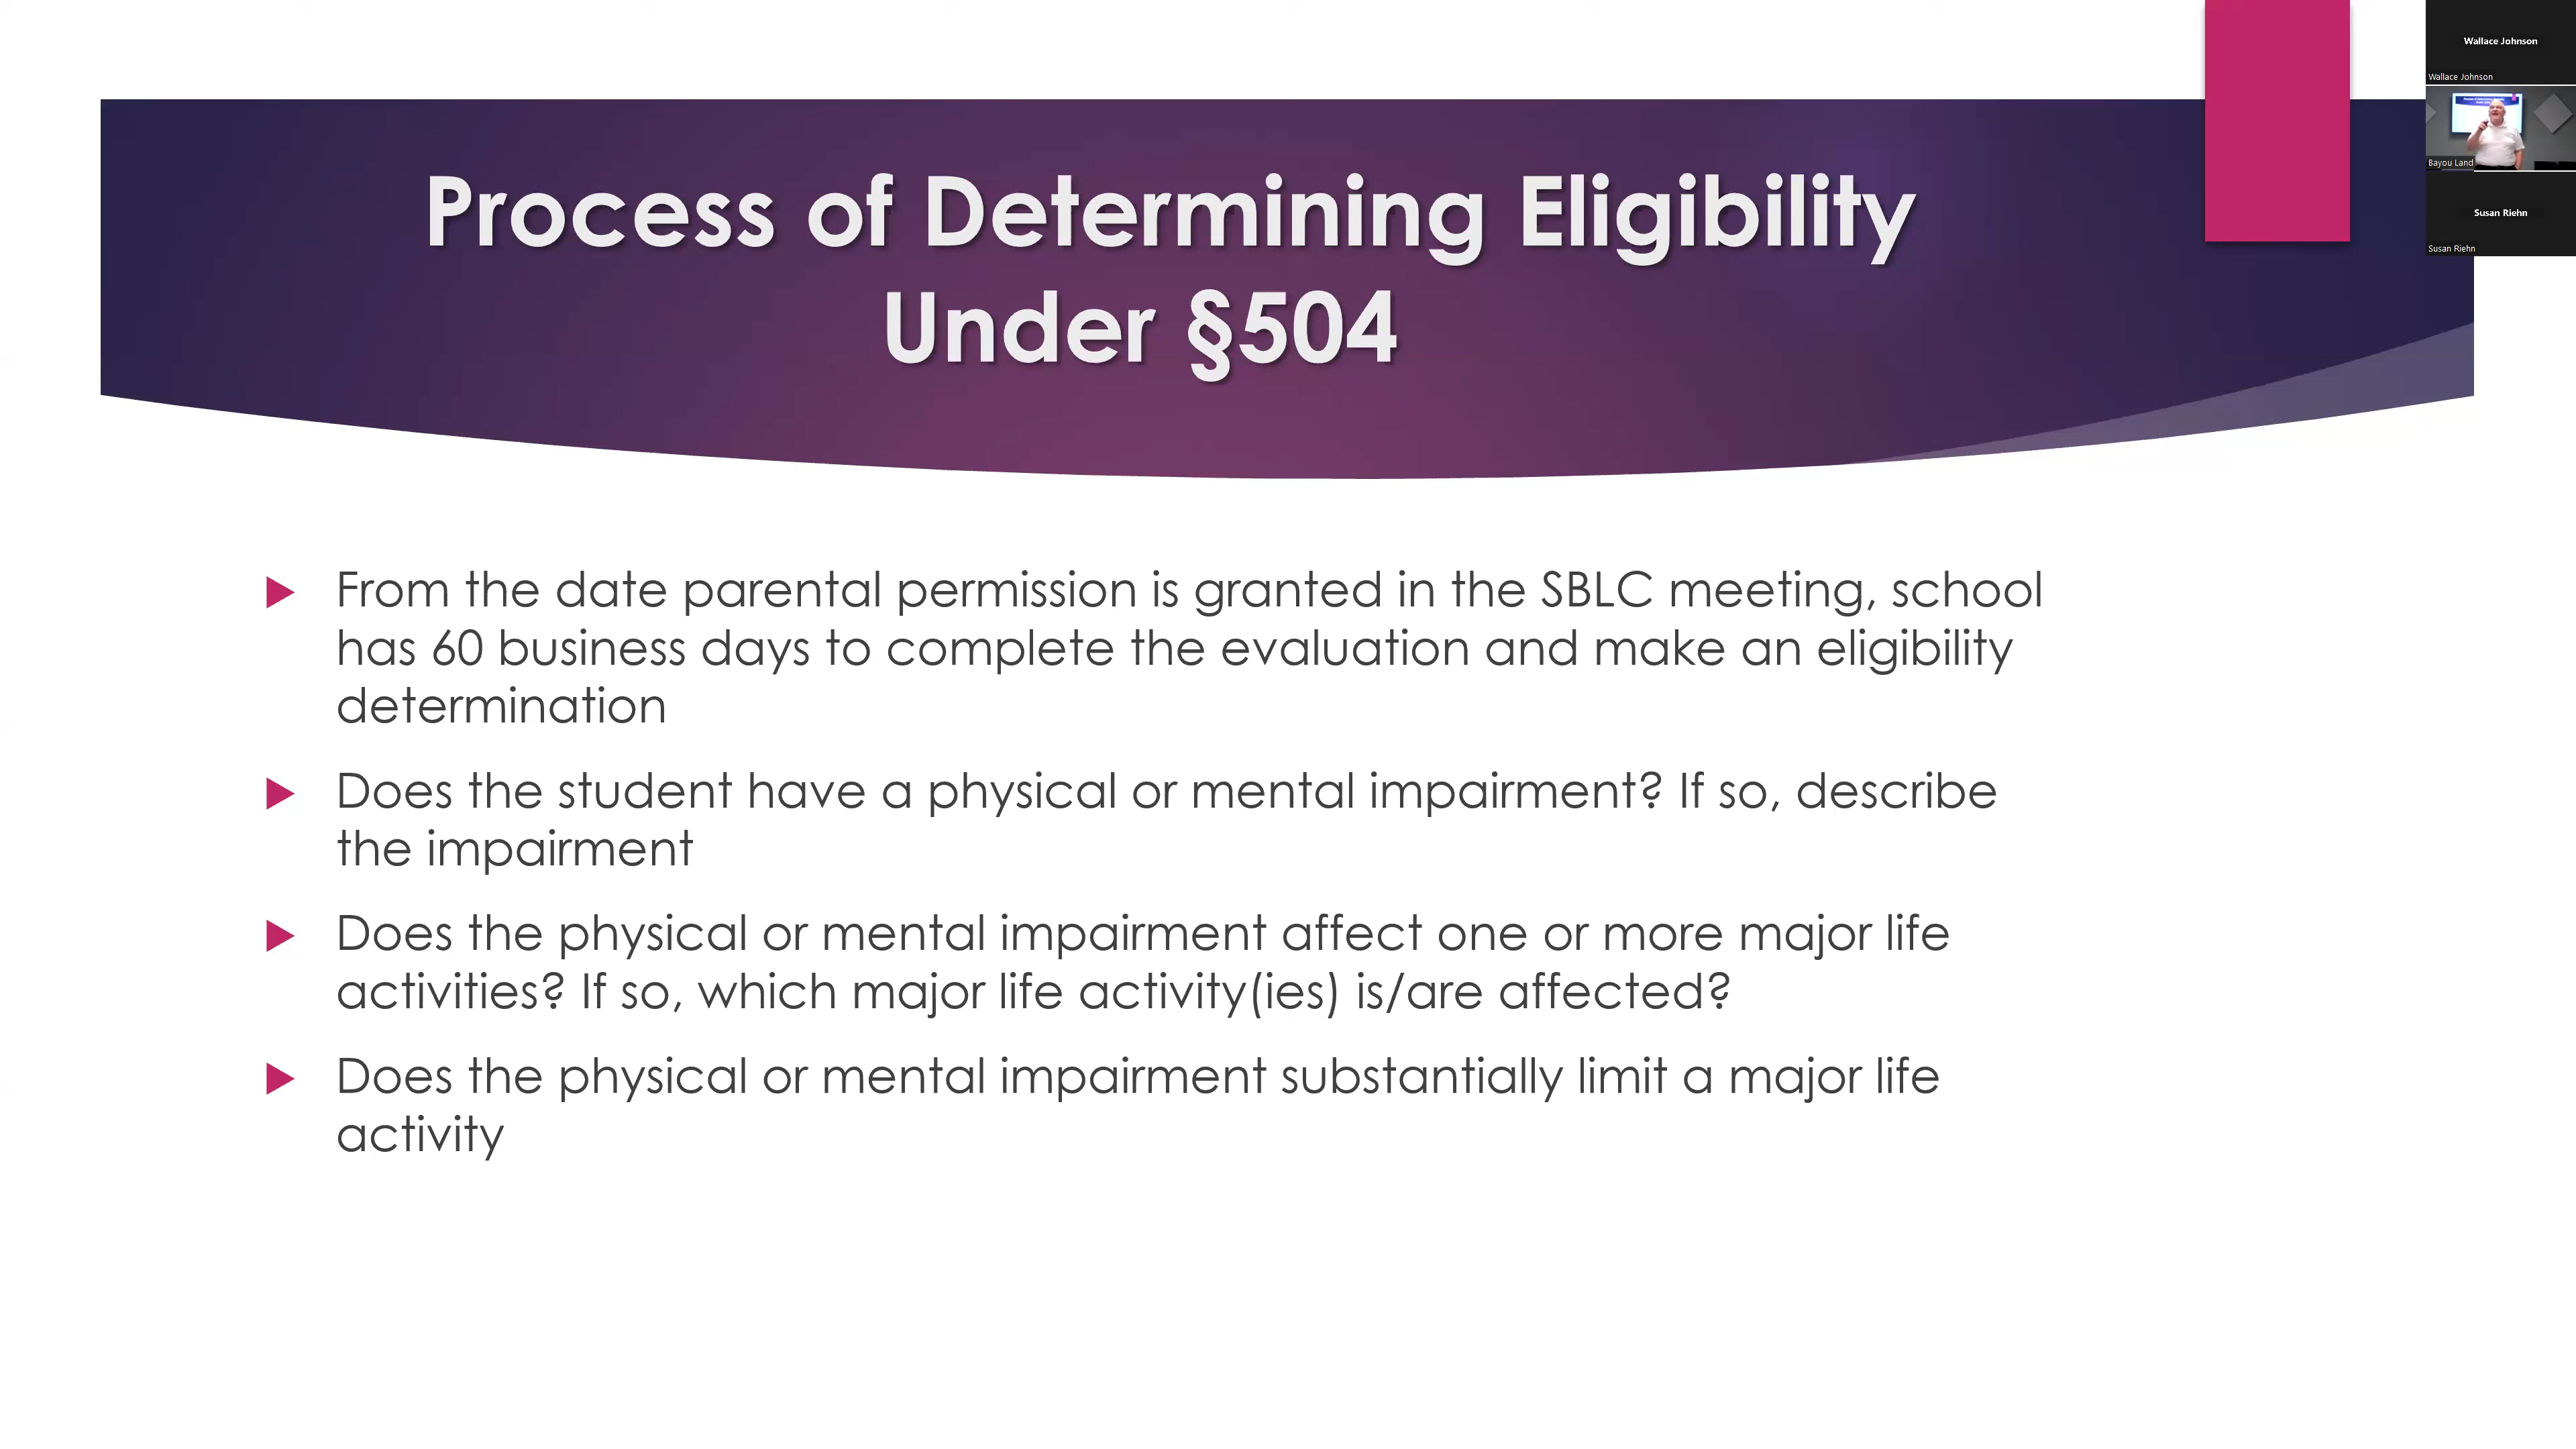 Process of Determining Eligibility
Under §504
From the date parental permission is granted in the SBLC meeting, school
has 60 business days to complete the evaluation and make an eligibility
determination
Does the student have a physical or mental impairment? If so, describe
the impairment
Does the physical or mental impairment affect one or more major life
activities? If so, which major life activity(ies) is/are affected?
Does the physical or mental impairment substantially limit a major life
activity
Wallace Johnson
Wallace Johnson
Bayou Land
Susan Riehn
Susan Riehn